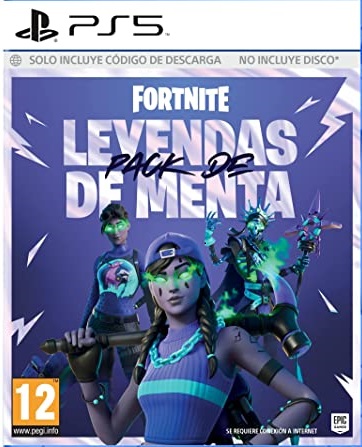 PS5
SOLO INCLUYE CÓDIGO DE DESCARGA NO INCLUYE DISCO*
FORTNITE
PACK DE
LEYENDAS
DE MENTA
12
www.pegi.info
SE REQUIERE CONEXIÓN A INTERNET
EPIC
GAMES